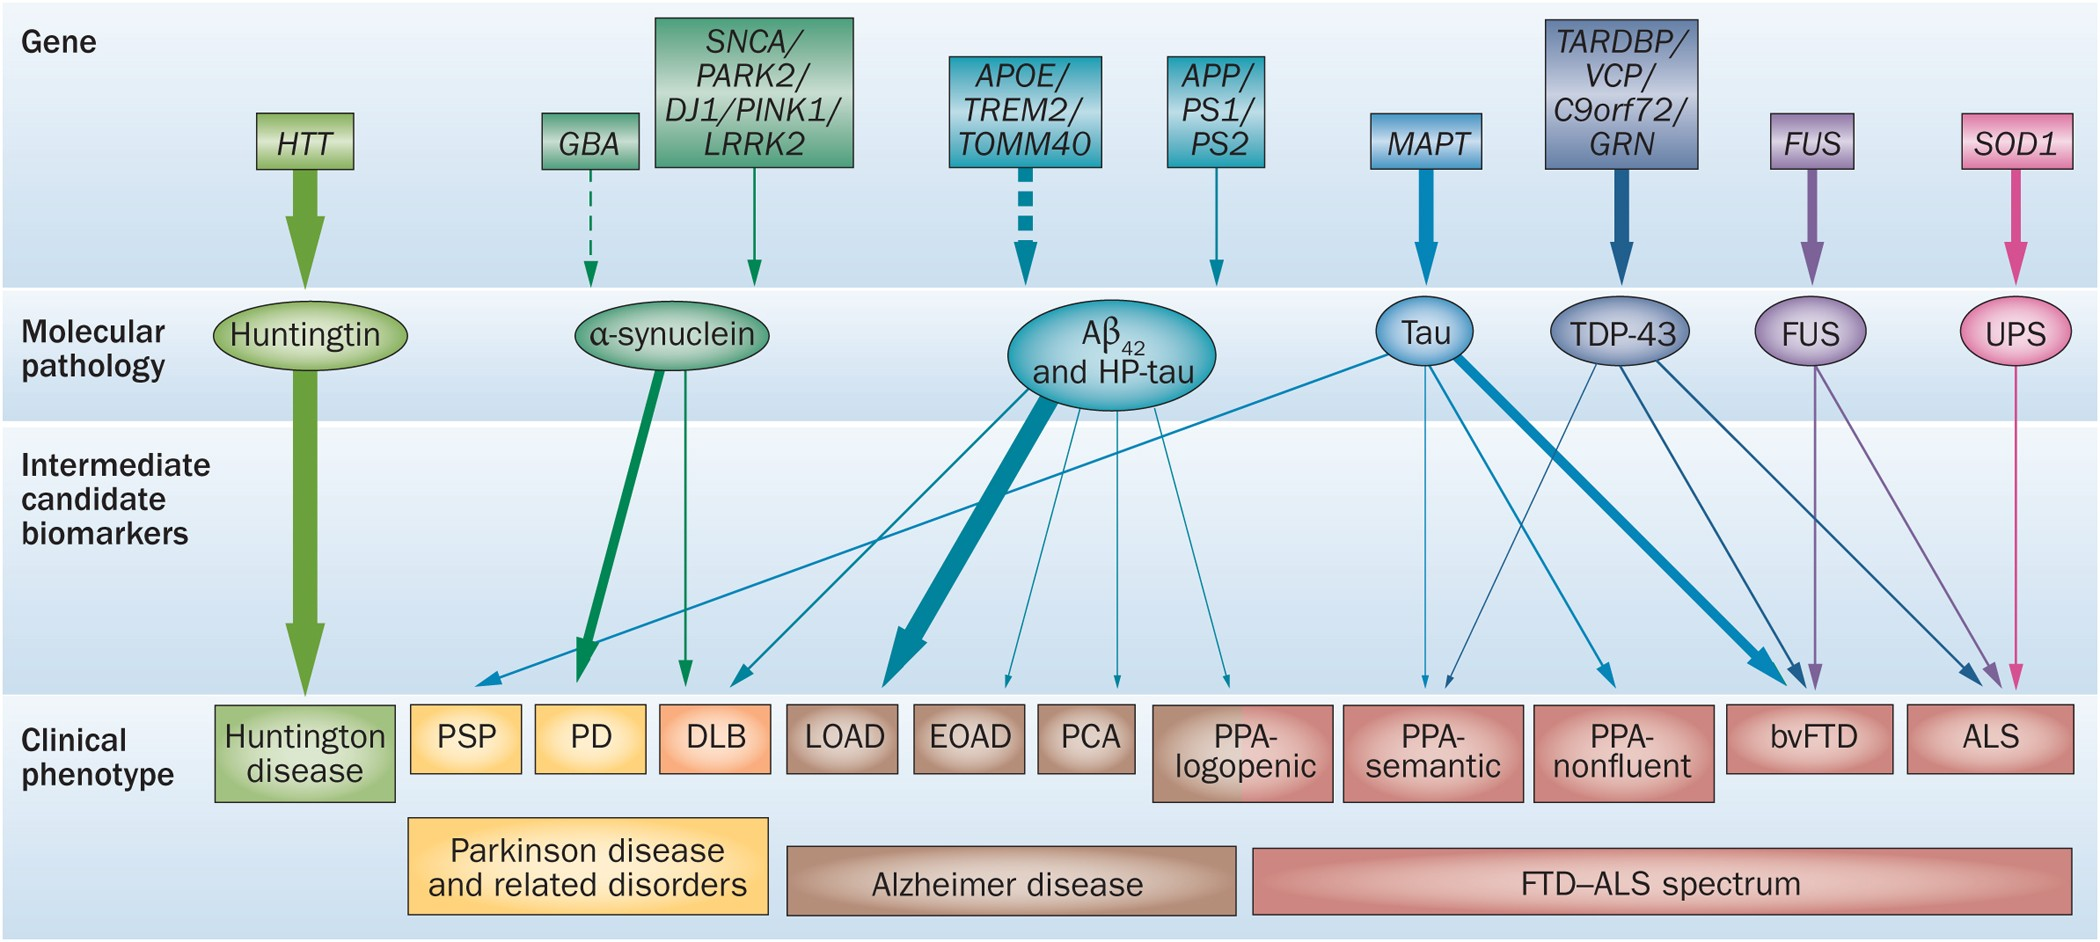 Gene
HTT
GBA
SNCA/
PARK2/
DJ1/PINK1/
LRRK2
APOE/
TREM2/
TOMM40
APP/
PS1/
PS2
MAPT
TARDBP/
VCP/
C9orf72/
GRN
FUS
SOD1
Molecular
pathology
Huntingtin
α-synuclein
Aβ42
and HP-tau
Tau
TDP-43
FUS
UPS
Intermediate
candidate
biomarkers
Clinical
phenotype
Huntington
disease
PSP
PD
DLB
LOAD
EOAD
PCA
PPA-
logopenic
PPA-
semantic
PPA-
nonfluent
bvFTD
ALS
Parkinson disease
and related disorders
Alzheimer disease
FTD–ALS spectrum